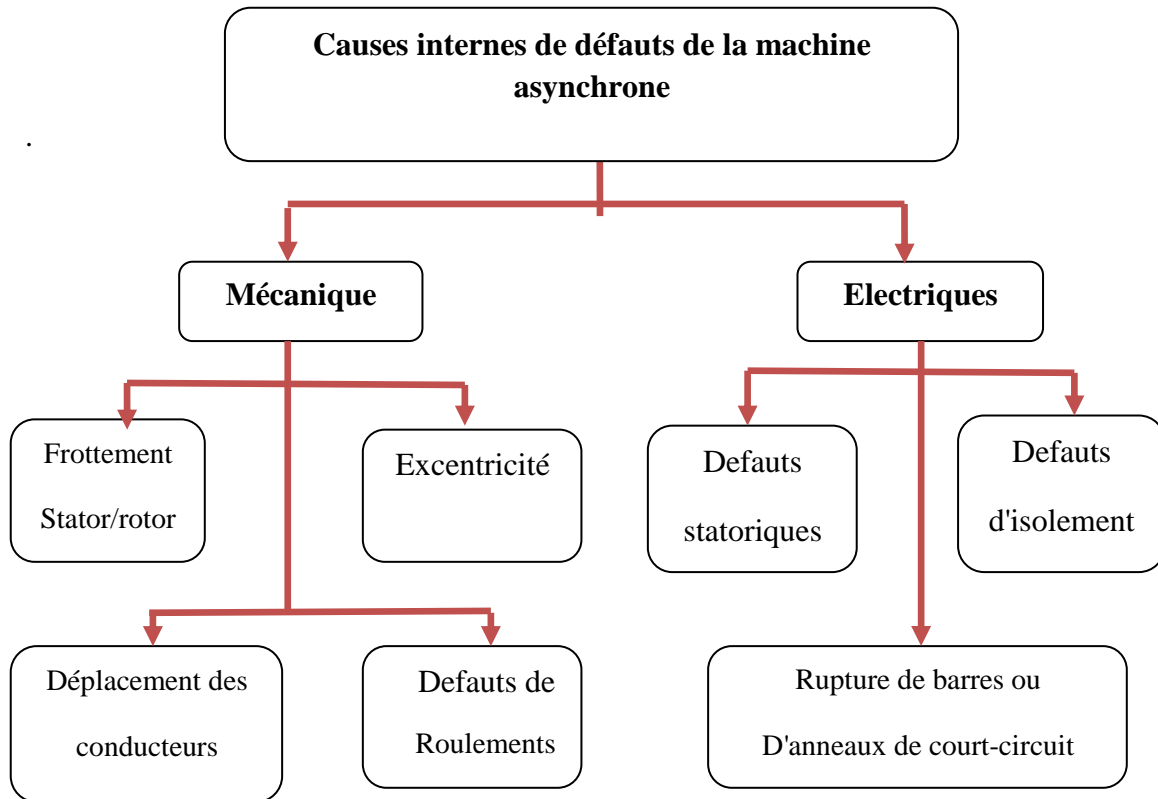 Causes internes de défauts de la machine
asynchrone
.
Mécanique
Electriques
Frottement
Stator/rotor
Excentricité
Defauts
statoriques
Defauts
d'isolement
Déplacement des
conducteurs
Defauts de
Roulements
Rupture de barres ou
D'anneaux de court-circuit